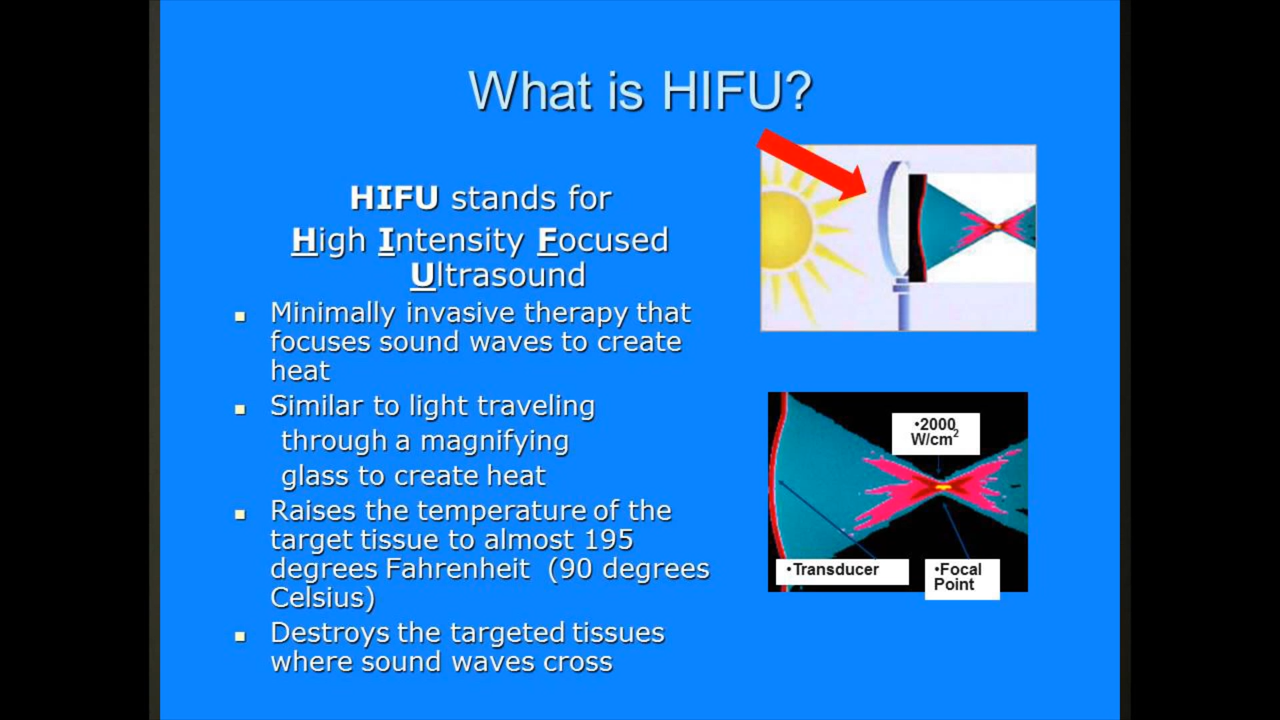 What is HIFU?
HIFU stands for
High Intensity Focused
Ultrasound
▪ Minimally invasive therapy that
focuses sound waves to create
heat
▪ Similar to light traveling
through a magnifying
glass to create heat
▪ Raises the temperature of the
target tissue to almost 195
degrees Fahrenheit (90 degrees
Celsius)
▪ Destroys the targeted tissues
where sound waves cross
•2000
W/cm²
•Transducer
•Focal
Point